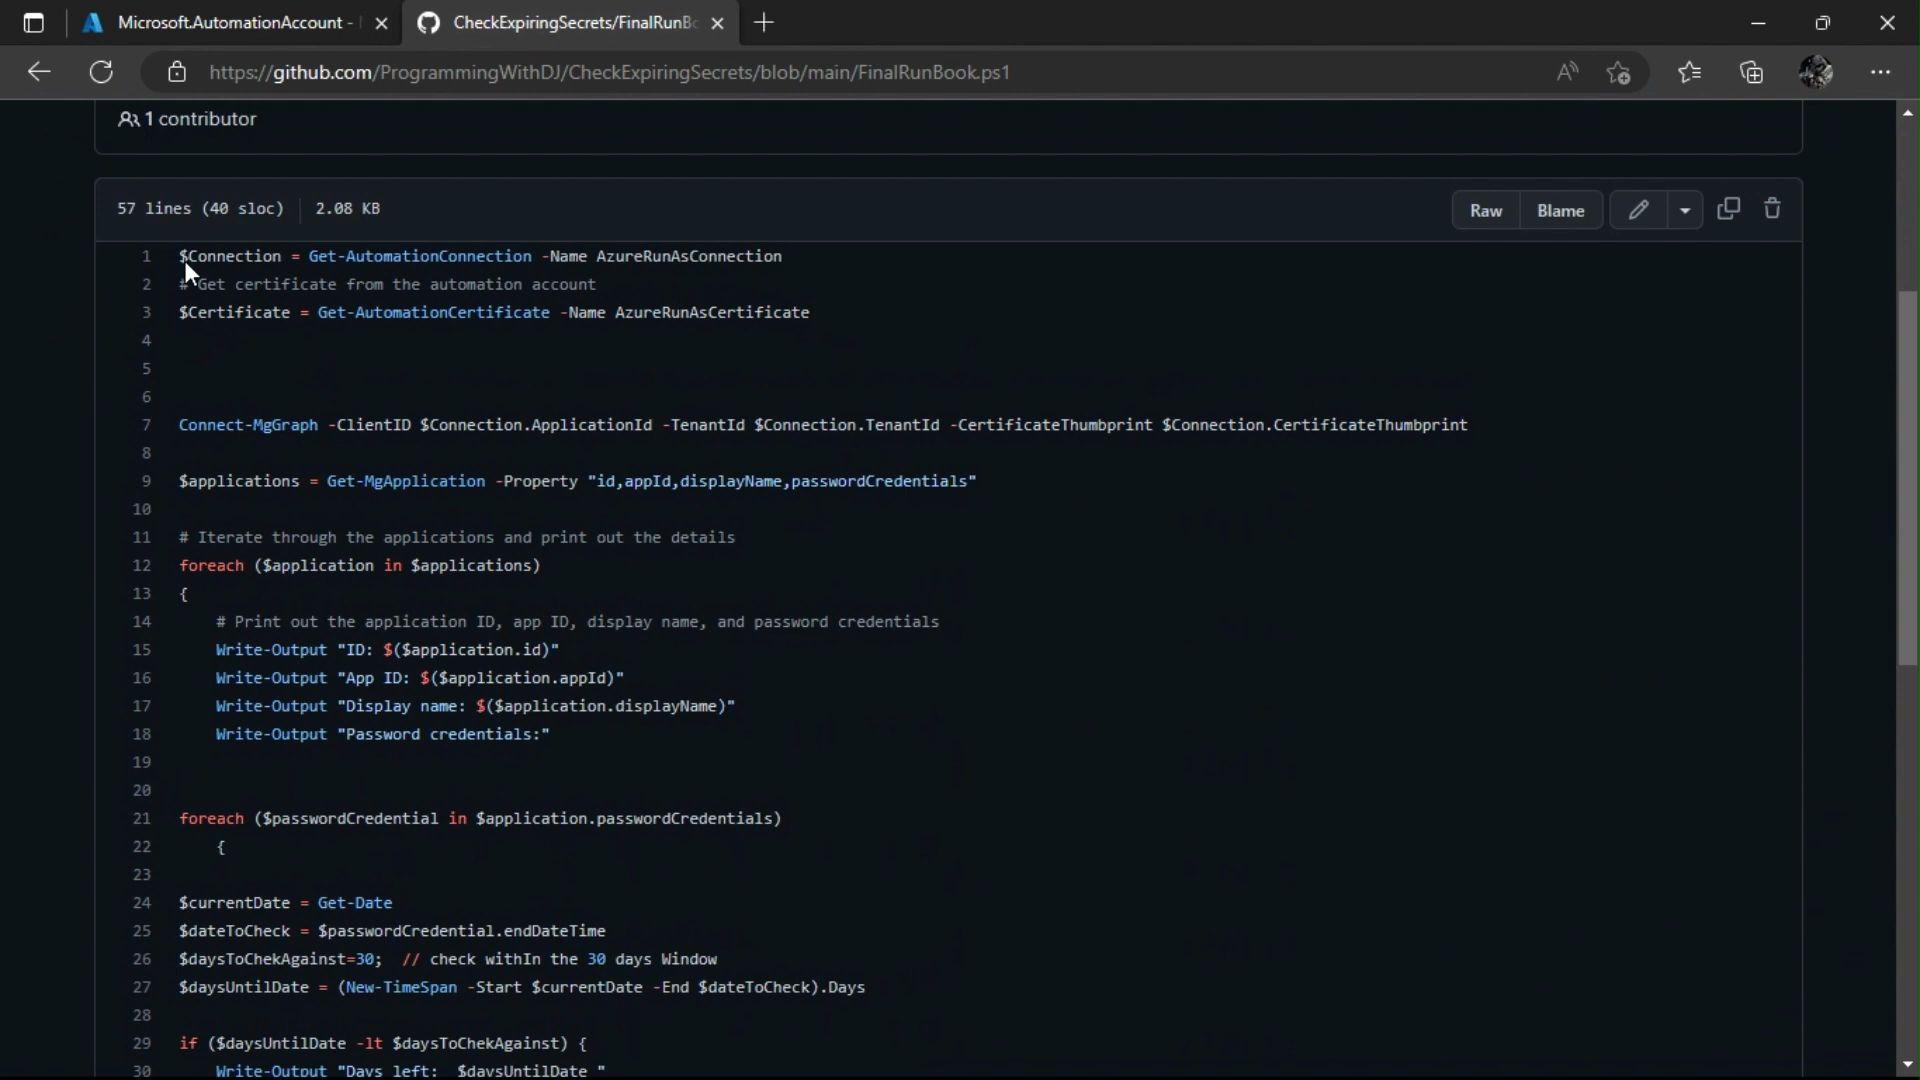 Microsoft.AutomationAccount -
CheckExpiringSecrets/FinalRunB
https://github.com/ProgrammingWithDJ/CheckExpiringSecrets/blob/main/FinalRunBook.ps1
1 contributor
57 lines (40 sloc) 2.08 KB
Raw Blame
1 $Connection = Get-AutomationConnection -Name AzureRunAsConnection
2 # Get certificate from the automation account
3 $Certificate = Get-AutomationCertificate -Name AzureRunAsCertificate
4
5
6
7 Connect-MgGraph -ClientID $Connection.ApplicationId -TenantId $Connection.TenantId -CertificateThumbprint $Connection.CertificateThumbprint
8
9 $applications = Get-MgApplication -Property "id,appId,displayName,passwordCredentials"
10
11 # Iterate through the applications and print out the details
12 foreach ($application in $applications)
13 {
14 # Print out the application ID, app ID, display name, and password credentials
15 Write-Output "ID: $($application.id)"
16 Write-Output "App ID: $($application.appId)"
17 Write-Output "Display name: $($application.displayName)"
18 Write-Output "Password credentials:"
19
20
21 foreach ($passwordCredential in $application.passwordCredentials)
22 {
23
24 $currentDate = Get-Date
25 $dateToCheck = $passwordCredential.endDateTime
26 $daysToChekAgainst=30; // check withIn the 30 days Window
27 $daysUntilDate = (New-TimeSpan -Start $currentDate -End $dateToCheck).Days
28
29 if ($daysUntilDate -lt $daysToChekAgainst) {
30 Write-Output "Days left: $daysUntilDate "